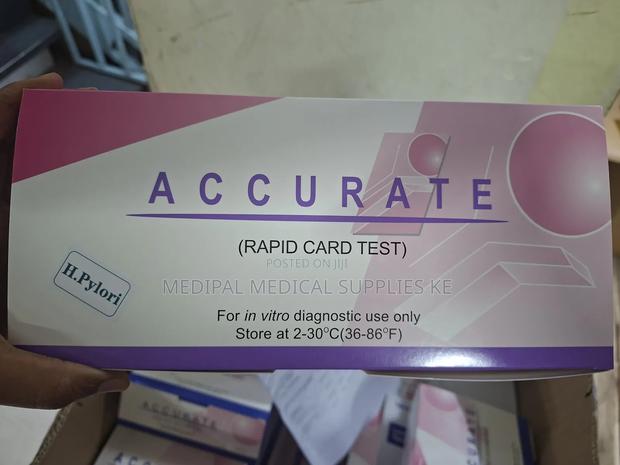 ACCURATE
(RAPID CARD TEST)
POSTED ON JIJI
MEDIPAL MEDICAL SUPPLIES KE
H.Pylori
For in vitro diagnostic use only
Store at 2-30°C(36-86°F)
ACCURATE